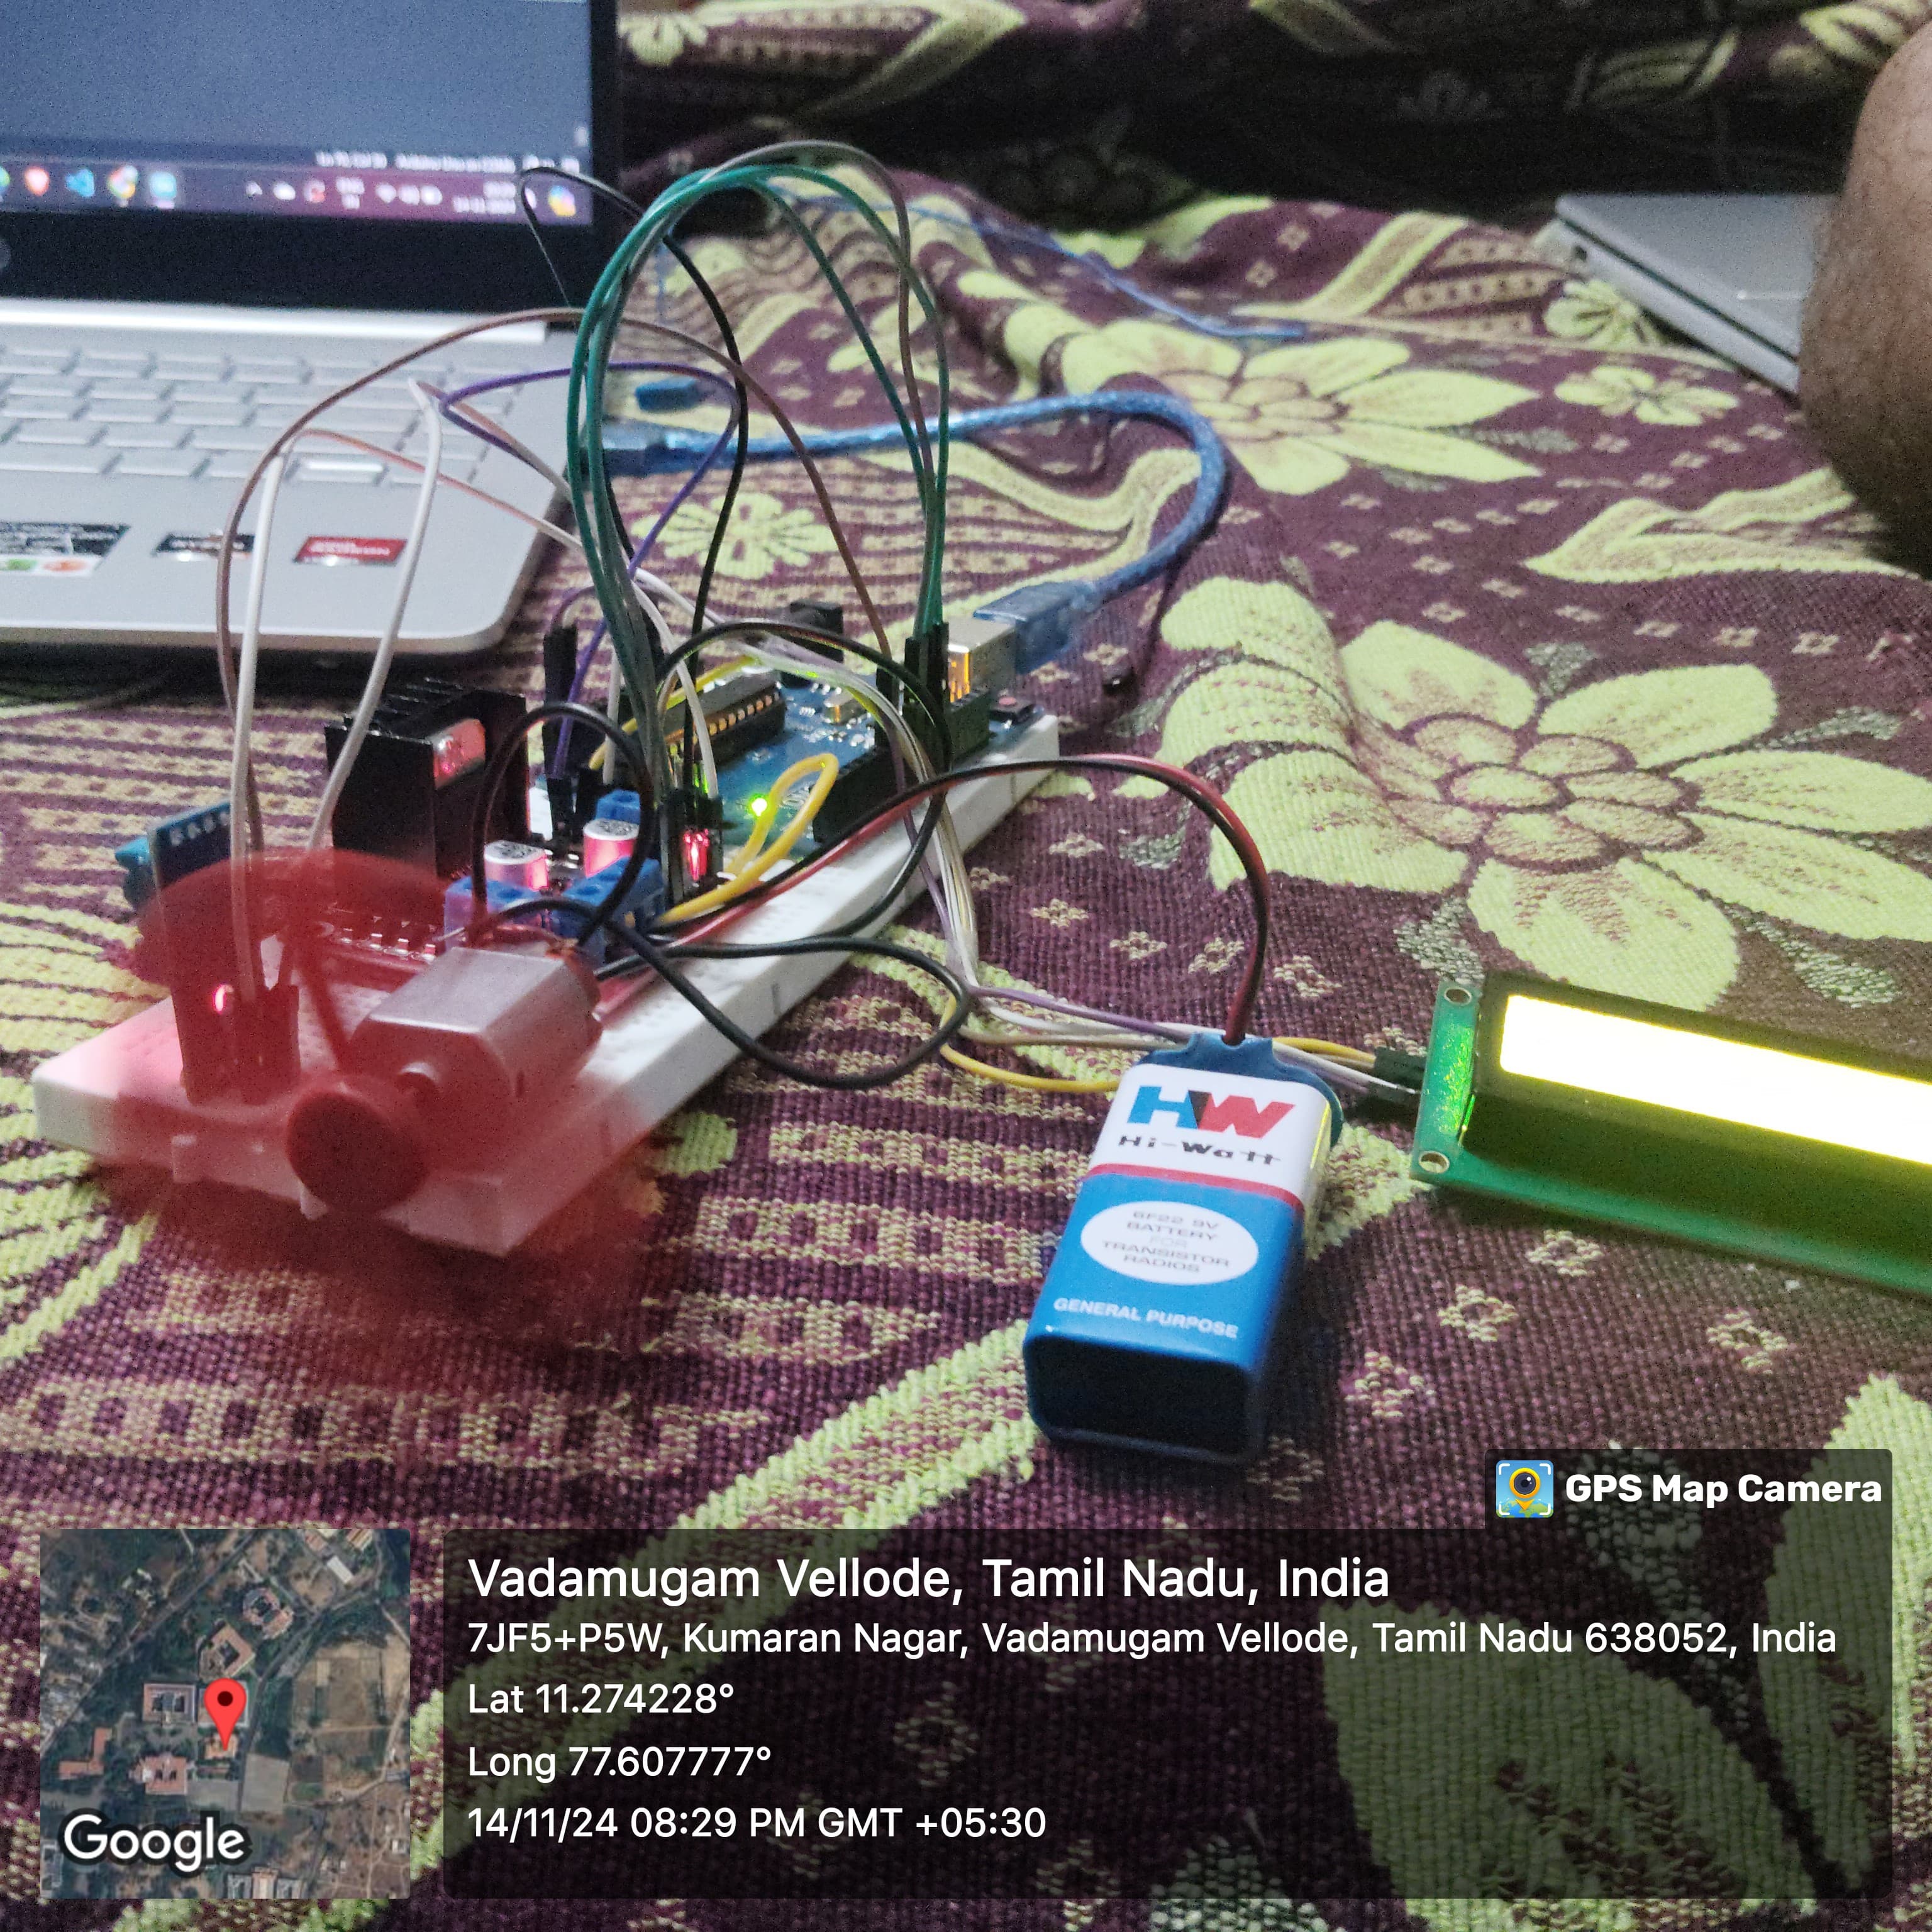 HW
Hi-Watt
6F22 9V
BATTERY
FOR
TRANSISTOR
RADIOS
GENERAL PURPOSE
GPS Map Camera
Vadamugam Vellode, Tamil Nadu, India
7JF5+P5W, Kumaran Nagar, Vadamugam Vellode, Tamil Nadu 638052, India
Lat 11.274228°
Long 77.607777°
14/11/24 08:29 PM GMT +05:30
Google